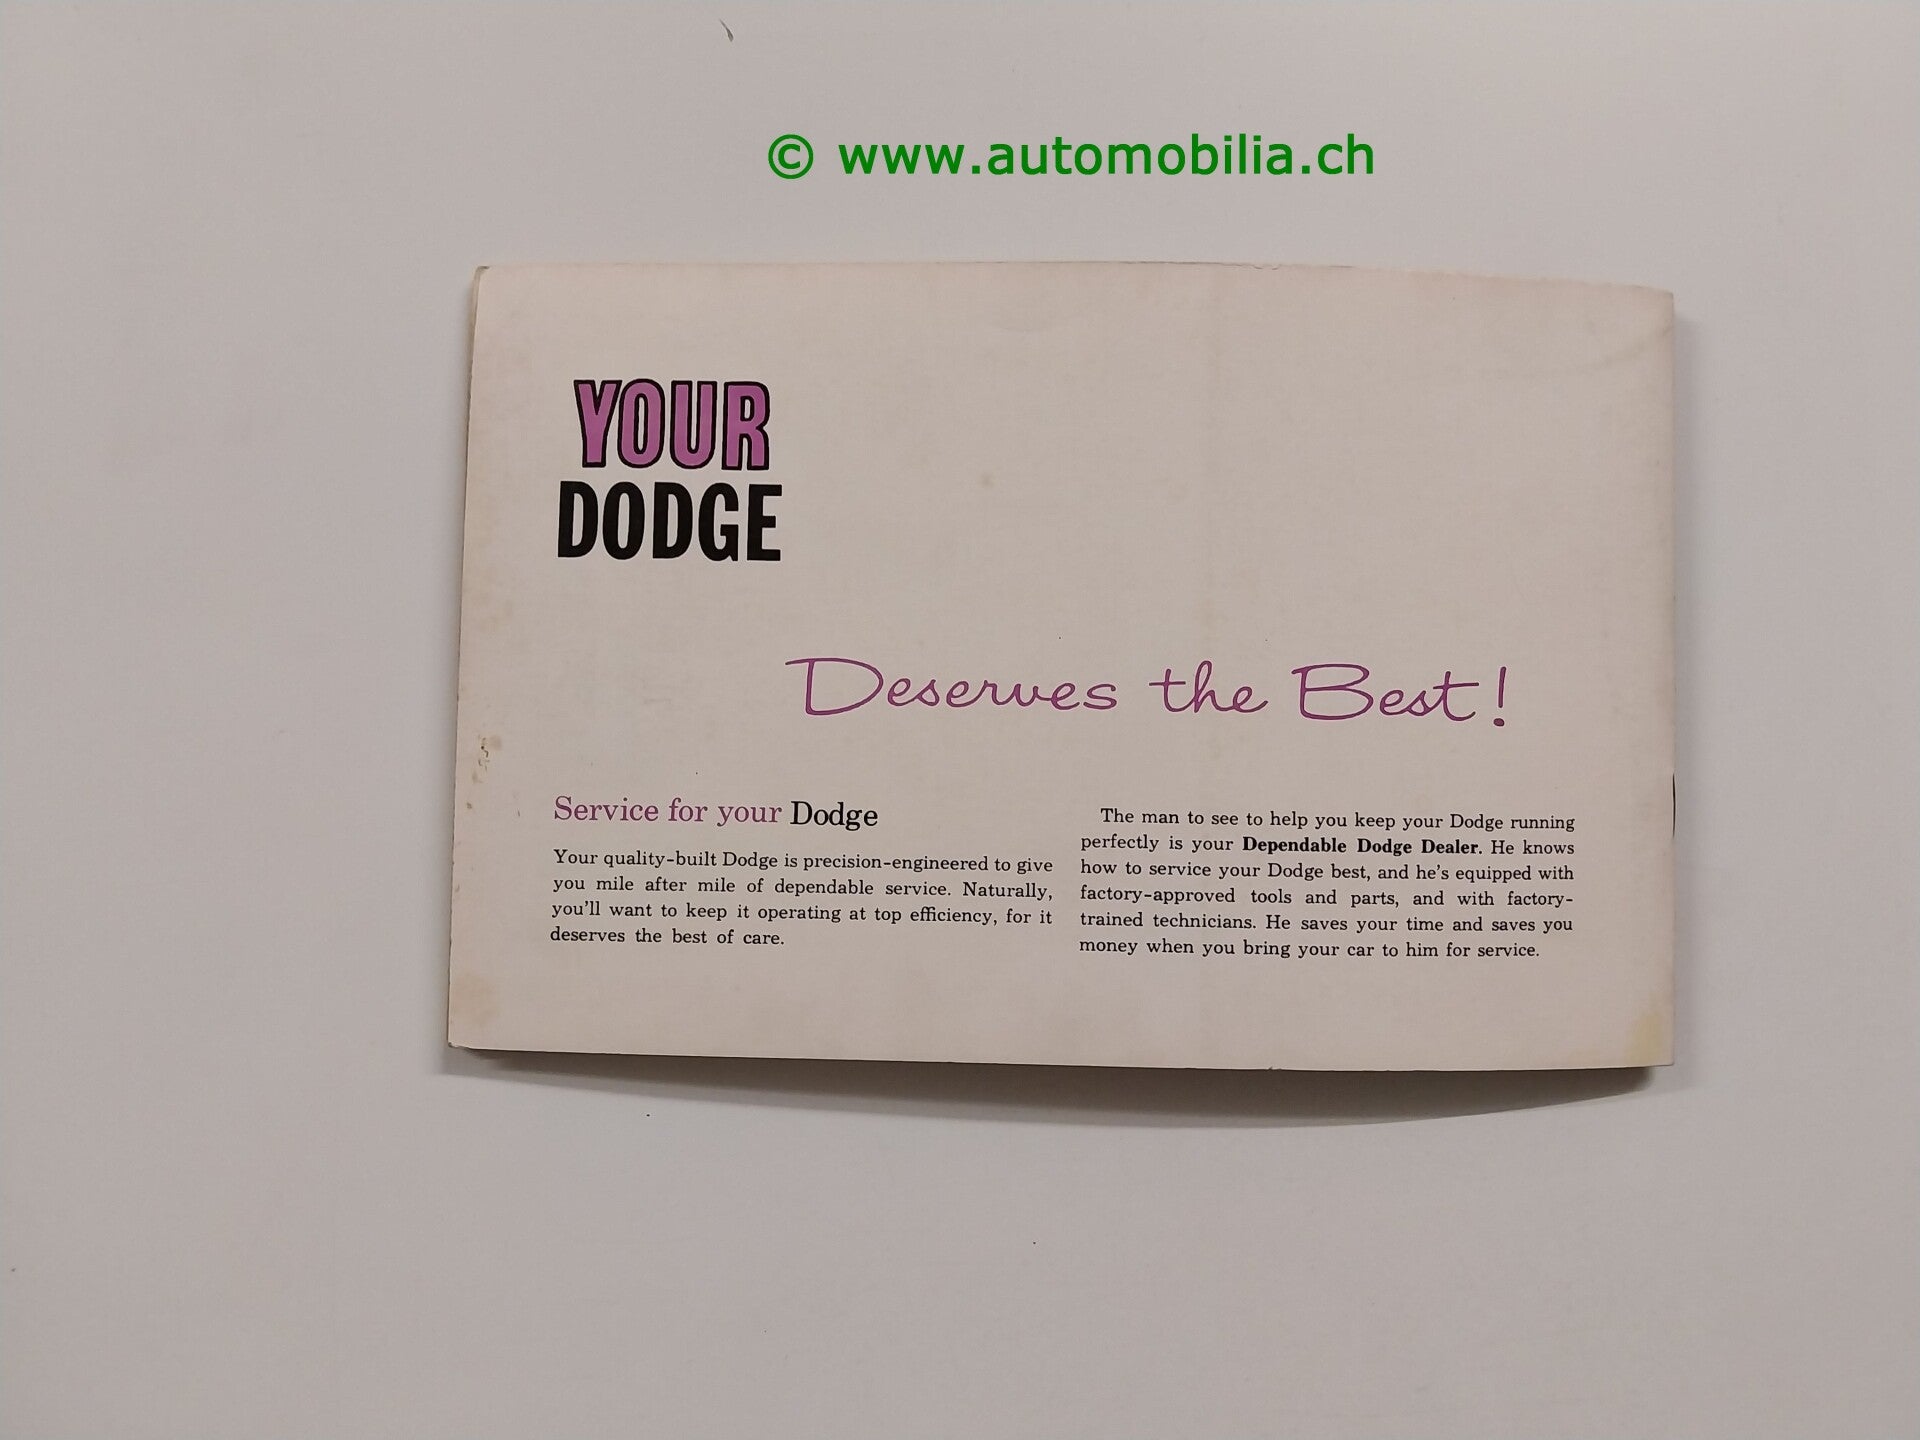 © www.automobilia.ch
YOUR
DODGE
Deserves the Best!
Service for your Dodge
Your quality-built Dodge is precision-engineered to give
you mile after mile of dependable service. Naturally,
you'll want to keep it operating at top efficiency, for it
deserves the best of care.
The man to see to help you keep your Dodge running
perfectly is your Dependable Dodge Dealer. He knows
how to service your Dodge best, and he's equipped with
factory-approved tools and parts, and with factory-
trained technicians. He saves your time and saves you
money when you bring your car to him for service.